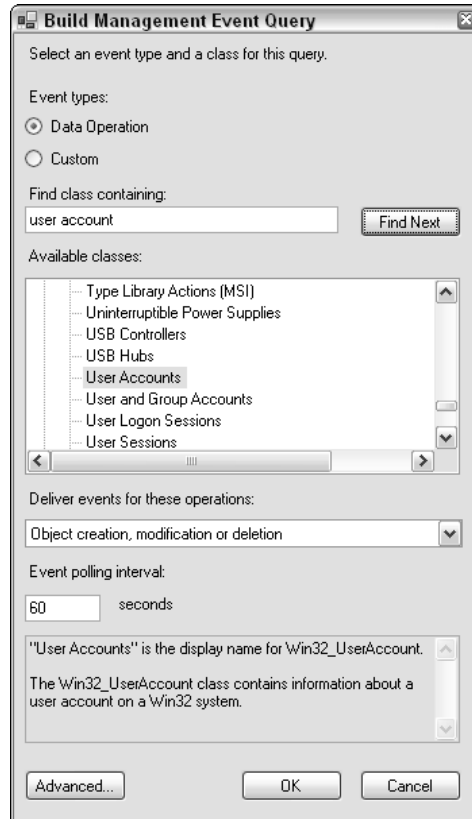 Build Management Event Query
Select an event type and a class for this query.
Event types:
Data Operation
Custom
Find class containing:
user account
Find Next
Available classes:
Type Library Actions (MSI)
Uninterruptible Power Supplies
USB Controllers
USB Hubs
User Accounts
User and Group Accounts
User Logon Sessions
User Sessions
Deliver events for these operations:
Object creation, modification or deletion
Event polling interval:
60 seconds
"User Accounts" is the display name for Win32_UserAccount.
The Win32_UserAccount class contains information about a
user account on a Win32 system.
Advanced... OK Cancel